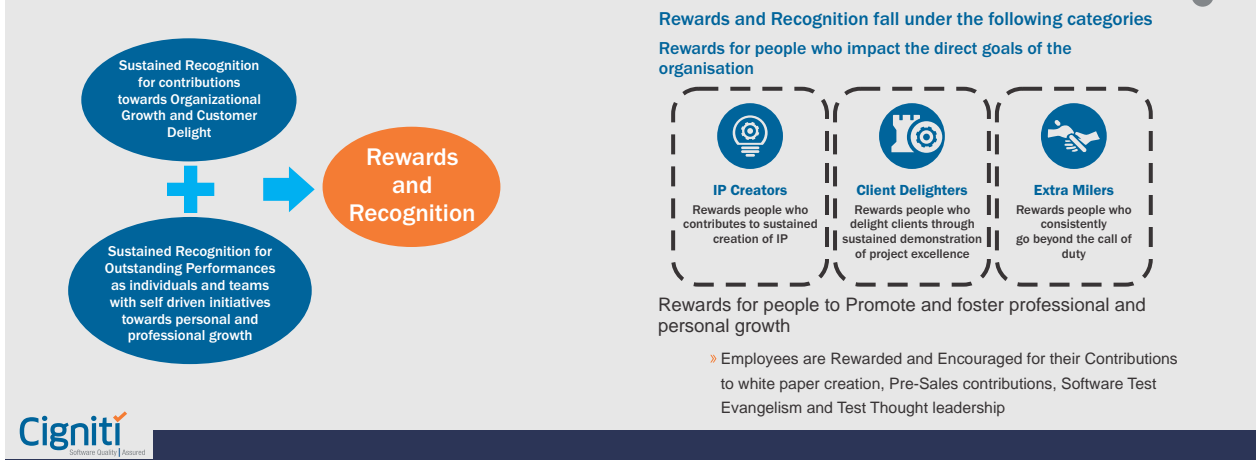 Sustained Recognition
for contributions
towards Organizational
Growth and Customer
Delight
Sustained Recognition for
Outstanding Performances
as individuals and teams
with self driven initiatives
towards personal and
professional growth
Rewards
and
Recognition
Rewards and Recognition fall under the following categories
Rewards for people who impact the direct goals of the
organisation
IP Creators
Rewards people who
contributes to sustained
creation of IP
Client Delighters
Rewards people who
delight clients through
sustained demonstration
of project excellence
Extra Milers
Rewards people who
consistently
go beyond the call of
duty
Rewards for people to Promote and foster professional and
personal growth
» Employees are Rewarded and Encouraged for their Contributions
to white paper creation, Pre-Sales contributions, Software Test
Evangelism and Test Thought leadership
Cigniti
Software Quality | Assured